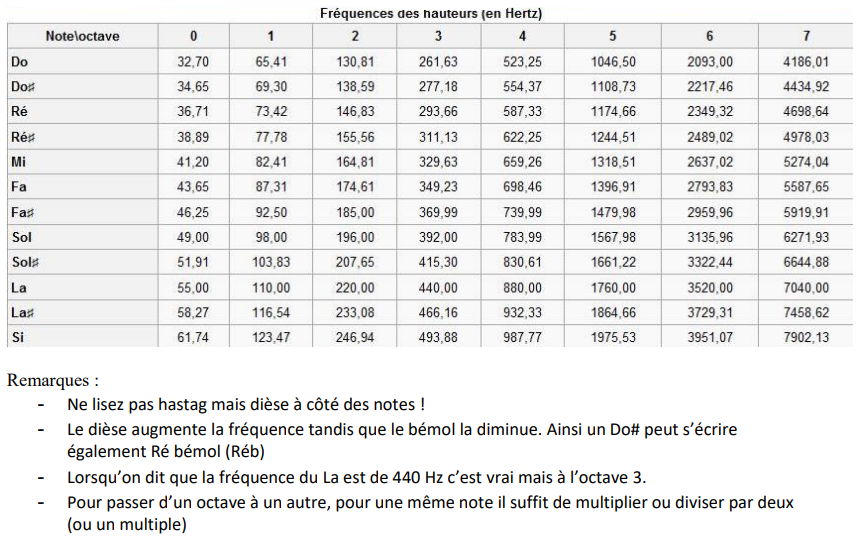 Fréquences des hauteurs (en Hertz)
Note\octave 0 1 2 3 4 5 6 7
Do 32,70 65,41 130,81 261,63 523,25 1046,50 2093,00 4186,01
Do♯ 34,65 69,30 138,59 277,18 554,37 1108,73 2217,46 4434,92
Ré 36,71 73,42 146,83 293,66 587,33 1174,66 2349,32 4698,64
Ré♯ 38,89 77,78 155,56 311,13 622,25 1244,51 2489,02 4978,03
Mi 41,20 82,41 164,81 329,63 659,26 1318,51 2637,02 5274,04
Fa 43,65 87,31 174,61 349,23 698,46 1396,91 2793,83 5587,65
Fa♯ 46,25 92,50 185,00 369,99 739,99 1479,98 2959,96 5919,91
Sol 49,00 98,00 196,00 392,00 783,99 1567,98 3135,96 6271,93
Sol♯ 51,91 103,83 207,65 415,30 830,61 1661,22 3322,44 6644,88
La 55,00 110,00 220,00 440,00 880,00 1760,00 3520,00 7040,00
La♯ 58,27 116,54 233,08 466,16 932,33 1864,66 3729,31 7458,62
Si 61,74 123,47 246,94 493,88 987,77 1975,53 3951,07 7902,13
Remarques :
- Ne lisez pas hastag mais dièse à côté des notes !
- Le dièse augmente la fréquence tandis que le bémol la diminue. Ainsi un Do# peut s’écrire
également Ré bémol (Réb)
- Lorsqu’on dit que la fréquence du La est de 440 Hz c’est vrai mais à l’octave 3.
- Pour passer d’un octave à un autre, pour une même note il suffit de multiplier ou diviser par deux
(ou un multiple)